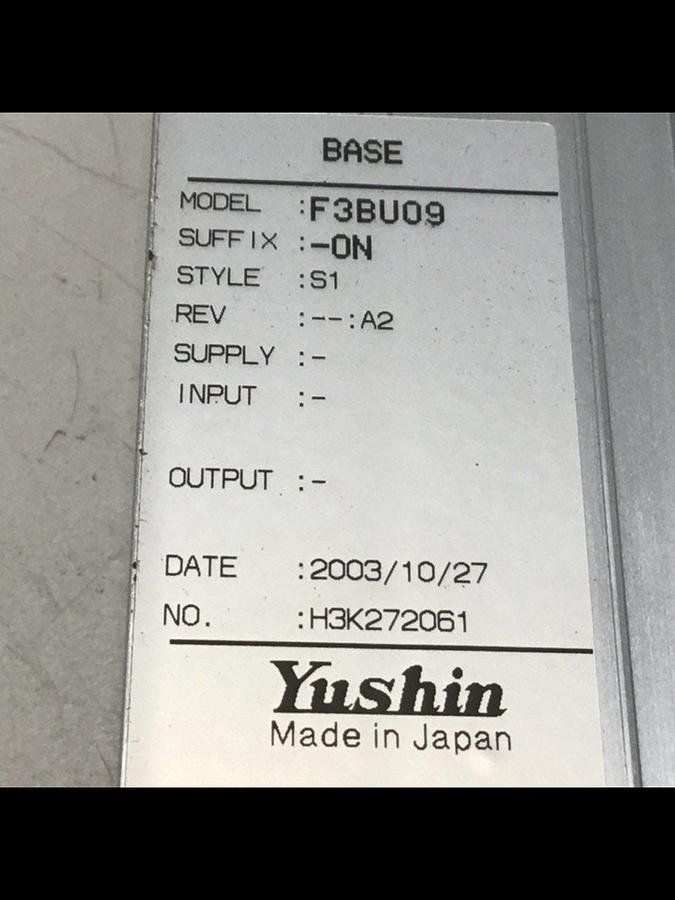 BASE
MODEL :F3BU09
SUFFIX :-0N
STYLE :S1
REV :--:A2
SUPPLY :-
INPUT :-
OUTPUT :-
DATE :2003/10/27
NO. :H3K272061
Yushin
Made in Japan